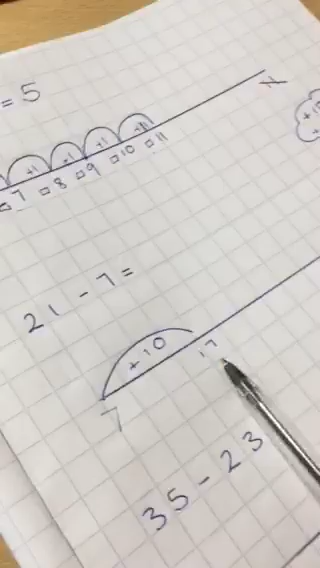 = 5
+1 +1 +1 +1
7 8 9 10 11
N
21 - 7 =
+10
7 17
35 - 23